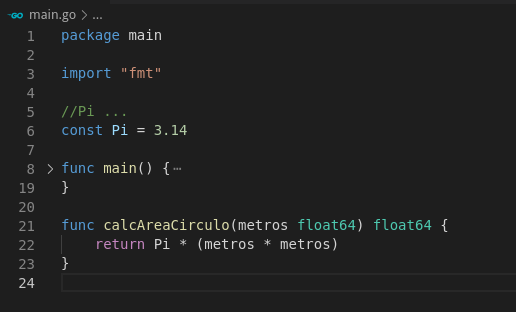 GO main.go > ...
1 package main
2
3 import "fmt"
4
5 //Pi ...
6 const Pi = 3.14
7
8 > func main() {⋯
19 }
20
21 func calcAreaCirculo(metros float64) float64 {
22     return Pi * (metros * metros)
23 }
24